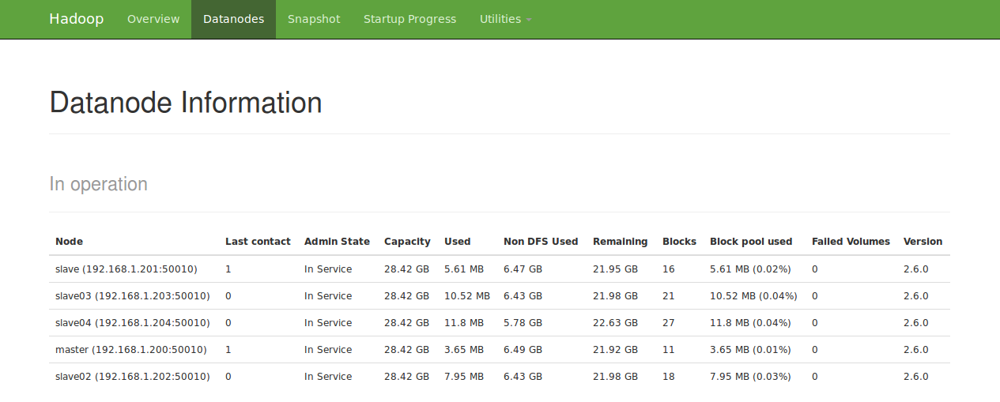 Hadoop Overview Datanodes Snapshot Startup Progress Utilities
Datanode Information
In operation
Node Last contact Admin State Capacity Used Non DFS Used Remaining Blocks Block pool used Failed Volumes Version
slave (192.168.1.201:50010) 1 In Service 28.42 GB 5.61 MB 6.47 GB 21.95 GB 16 5.61 MB (0.02%) 0 2.6.0
slave03 (192.168.1.203:50010) 0 In Service 28.42 GB 10.52 MB 6.43 GB 21.98 GB 21 10.52 MB (0.04%) 0 2.6.0
slave04 (192.168.1.204:50010) 0 In Service 28.42 GB 11.8 MB 5.78 GB 22.63 GB 27 11.8 MB (0.04%) 0 2.6.0
master (192.168.1.200:50010) 1 In Service 28.42 GB 3.65 MB 6.49 GB 21.92 GB 11 3.65 MB (0.01%) 0 2.6.0
slave02 (192.168.1.202:50010) 0 In Service 28.42 GB 7.95 MB 6.43 GB 21.98 GB 18 7.95 MB (0.03%) 0 2.6.0